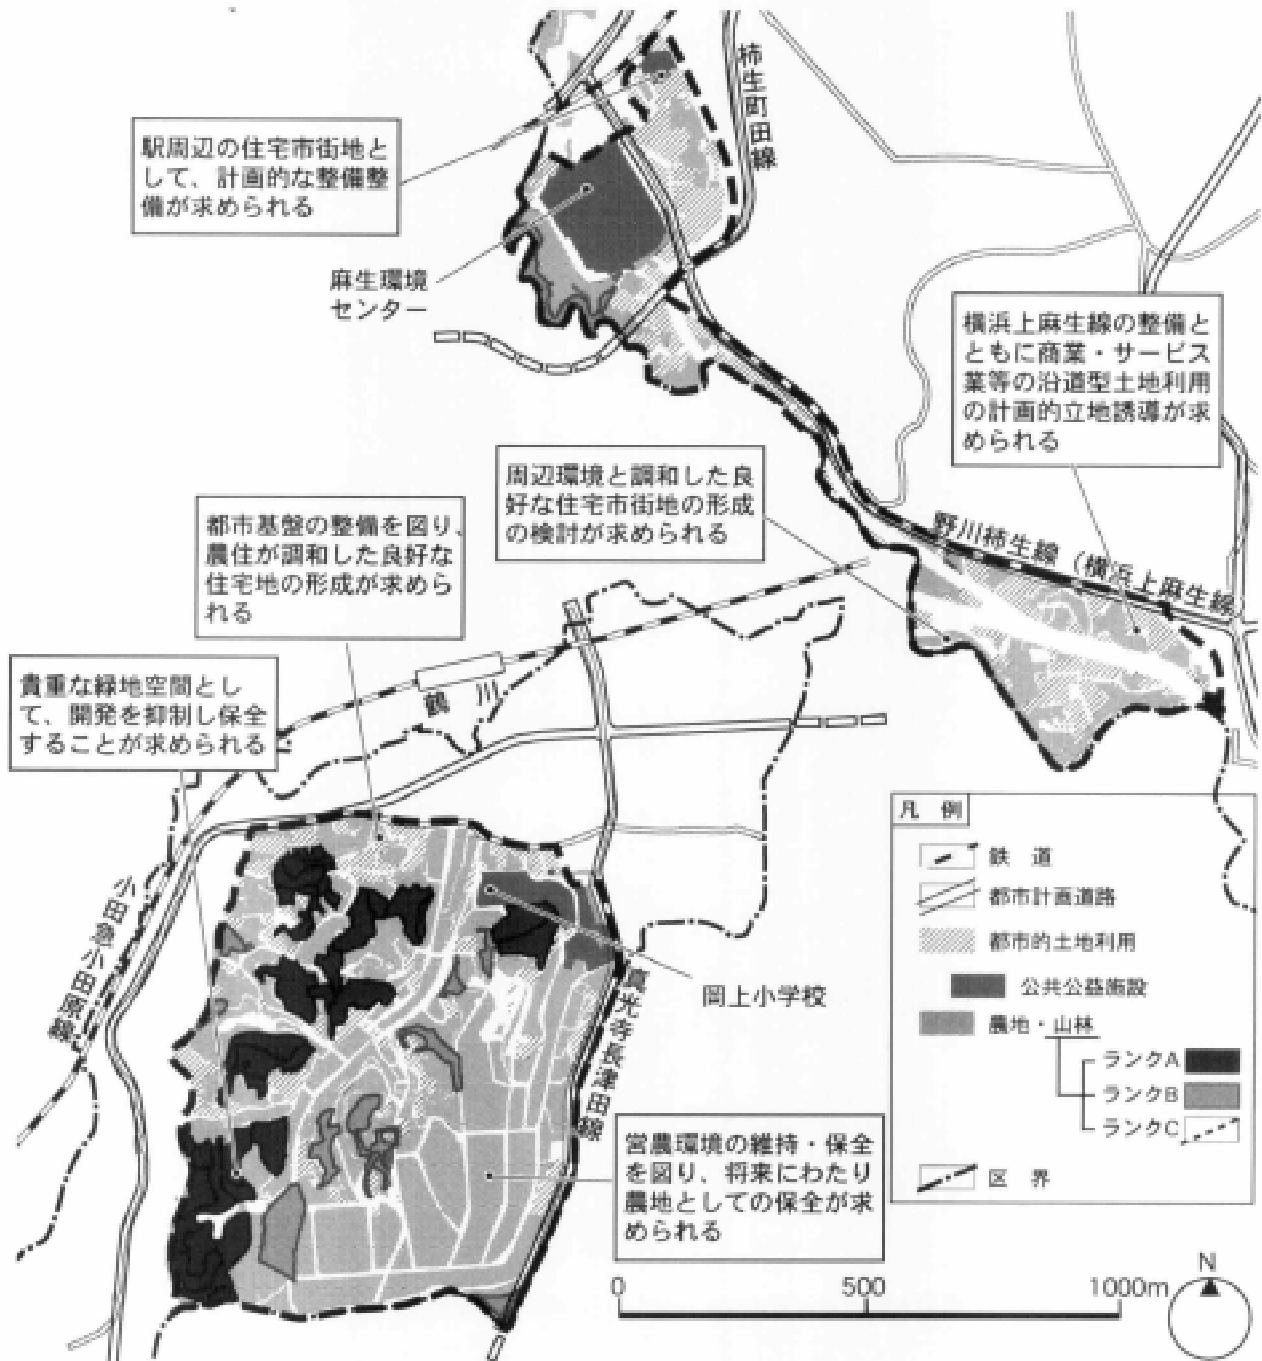 柿生町田線
駅周辺の住宅市街地と
して、計画的な整備整
備が求められる
麻生環境
センター
横浜上麻生線の整備と
ともに商業・サービス
業等の沿道型土地利用
の計画的立地誘導が求
められる
周辺環境と調和した良
好な住宅市街地の形成
の検討が求められる
野川柿生線（横浜上麻生線
都市基盤の整備を図り、
農住が調和した良好な
住宅地の形成が求めら
れる
貴重な緑地空間とし
て、開発を抑制し保全
することが求められる
鶴川
小田急小田原線
岡上小学校
真光寺長津田線
営農環境の維持・保全
を図り、将来にわたり
農地としての保全が求
められる
凡例
鉄道
都市計画道路
都市的土地利用
公共公益施設
農地・山林
ランクA
ランクB
ランクC
区界
0 500 1000m
N